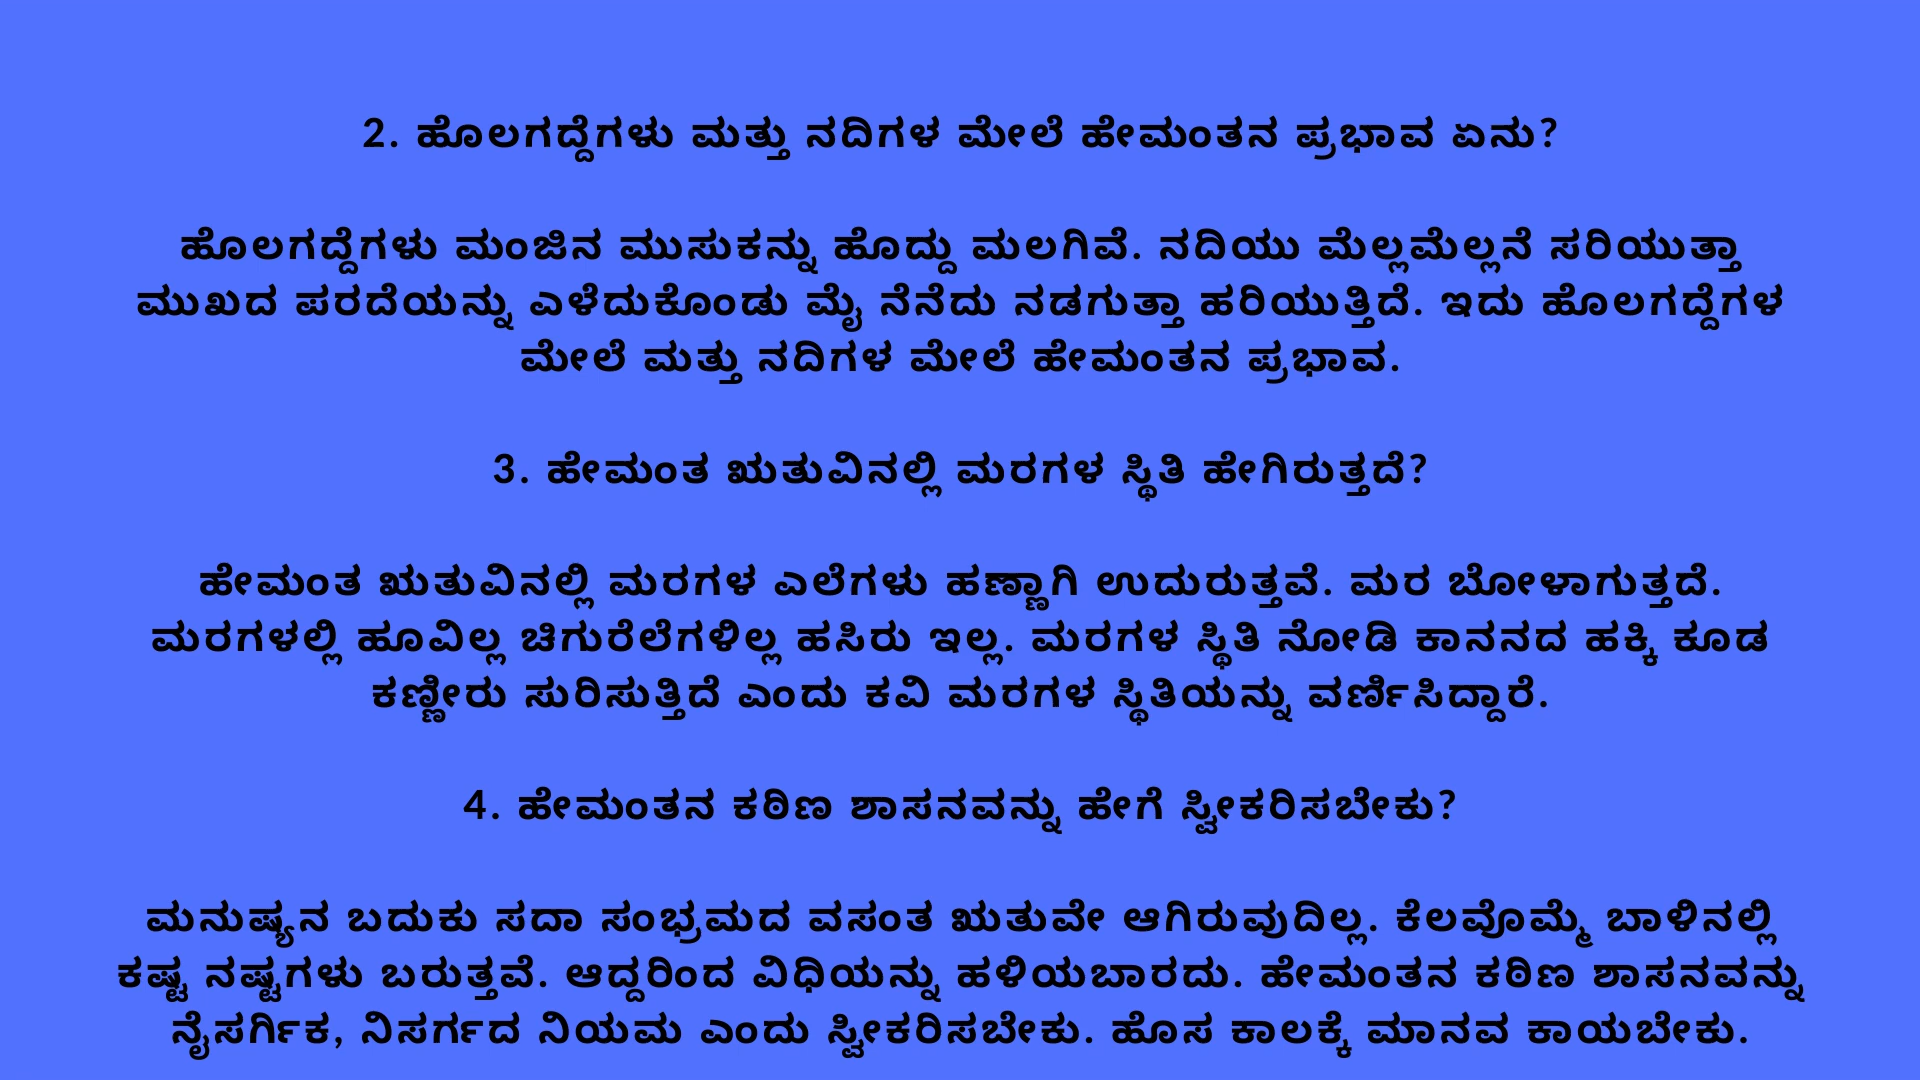 2. ಹೊಲಗದ್ದೆಗಳು ಮತ್ತು ನದಿಗಳ ಮೇಲೆ ಹೇಮಂತನ ಪ್ರಭಾವ ಏನು?
ಹೊಲಗದ್ದೆಗಳು ಮಂಜಿನ ಮುಸುಕನ್ನು ಹೊದ್ದು ಮಲಗಿವೆ. ನದಿಯು ಮೆಲ್ಲಮೆಲ್ಲನೆ ಸರಿಯುತ್ತಾ
ಮುಖದ ಪರದೆಯನ್ನು ಎಳೆದುಕೊಂಡು ಮೈ ನೆನೆದು ನಡಗುತ್ತಾ ಹರಿಯುತ್ತಿದೆ. ಇದು ಹೊಲಗದ್ದೆಗಳ
ಮೇಲೆ ಮತ್ತು ನದಿಗಳ ಮೇಲೆ ಹೇಮಂತನ ಪ್ರಭಾವ.
3. ಹೇಮಂತ ಋತುವಿನಲ್ಲಿ ಮರಗಳ ಸ್ಥಿತಿ ಹೇಗಿರುತ್ತದೆ?
ಹೇಮಂತ ಋತುವಿನಲ್ಲಿ ಮರಗಳ ಎಲೆಗಳು ಹಣ್ಣಾಗಿ ಉದುರುತ್ತವೆ. ಮರ ಬೋಳಾಗುತ್ತದೆ.
ಮರಗಳಲ್ಲಿ ಹೂವಿಲ್ಲ ಚಿಗುರೆಲೆಗಳಿಲ್ಲ ಹಸಿರು ಇಲ್ಲ. ಮರಗಳ ಸ್ಥಿತಿ ನೋಡಿ ಕಾನನದ ಹಕ್ಕಿ ಕೂಡ
ಕಣ್ಣೀರು ಸುರಿಸುತ್ತಿದೆ ಎಂದು ಕವಿ ಮರಗಳ ಸ್ಥಿತಿಯನ್ನು ವರ್ಣಿಸಿದ್ದಾರೆ.
4. ಹೇಮಂತನ ಕಠಿಣ ಶಾಸನವನ್ನು ಹೇಗೆ ಸ್ವೀಕರಿಸಬೇಕು?
ಮನುಷ್ಯನ ಬದುಕು ಸದಾ ಸಂಭ್ರಮದ ವಸಂತ ಋತುವೇ ಆಗಿರುವುದಿಲ್ಲ. ಕೆಲವೊಮ್ಮೆ ಬಾಳಿನಲ್ಲಿ
ಕಷ್ಟ ನಷ್ಟಗಳು ಬರುತ್ತವೆ. ಆದ್ದರಿಂದ ವಿಧಿಯನ್ನು ಹಳಿಯಬಾರದು. ಹೇಮಂತನ ಕಠಿಣ ಶಾಸನವನ್ನು
ನೈಸರ್ಗಿಕ, ನಿಸರ್ಗದ ನಿಯಮ ಎಂದು ಸ್ವೀಕರಿಸಬೇಕು. ಹೊಸ ಕಾಲಕ್ಕೆ ಮಾನವ ಕಾಯಬೇಕು.